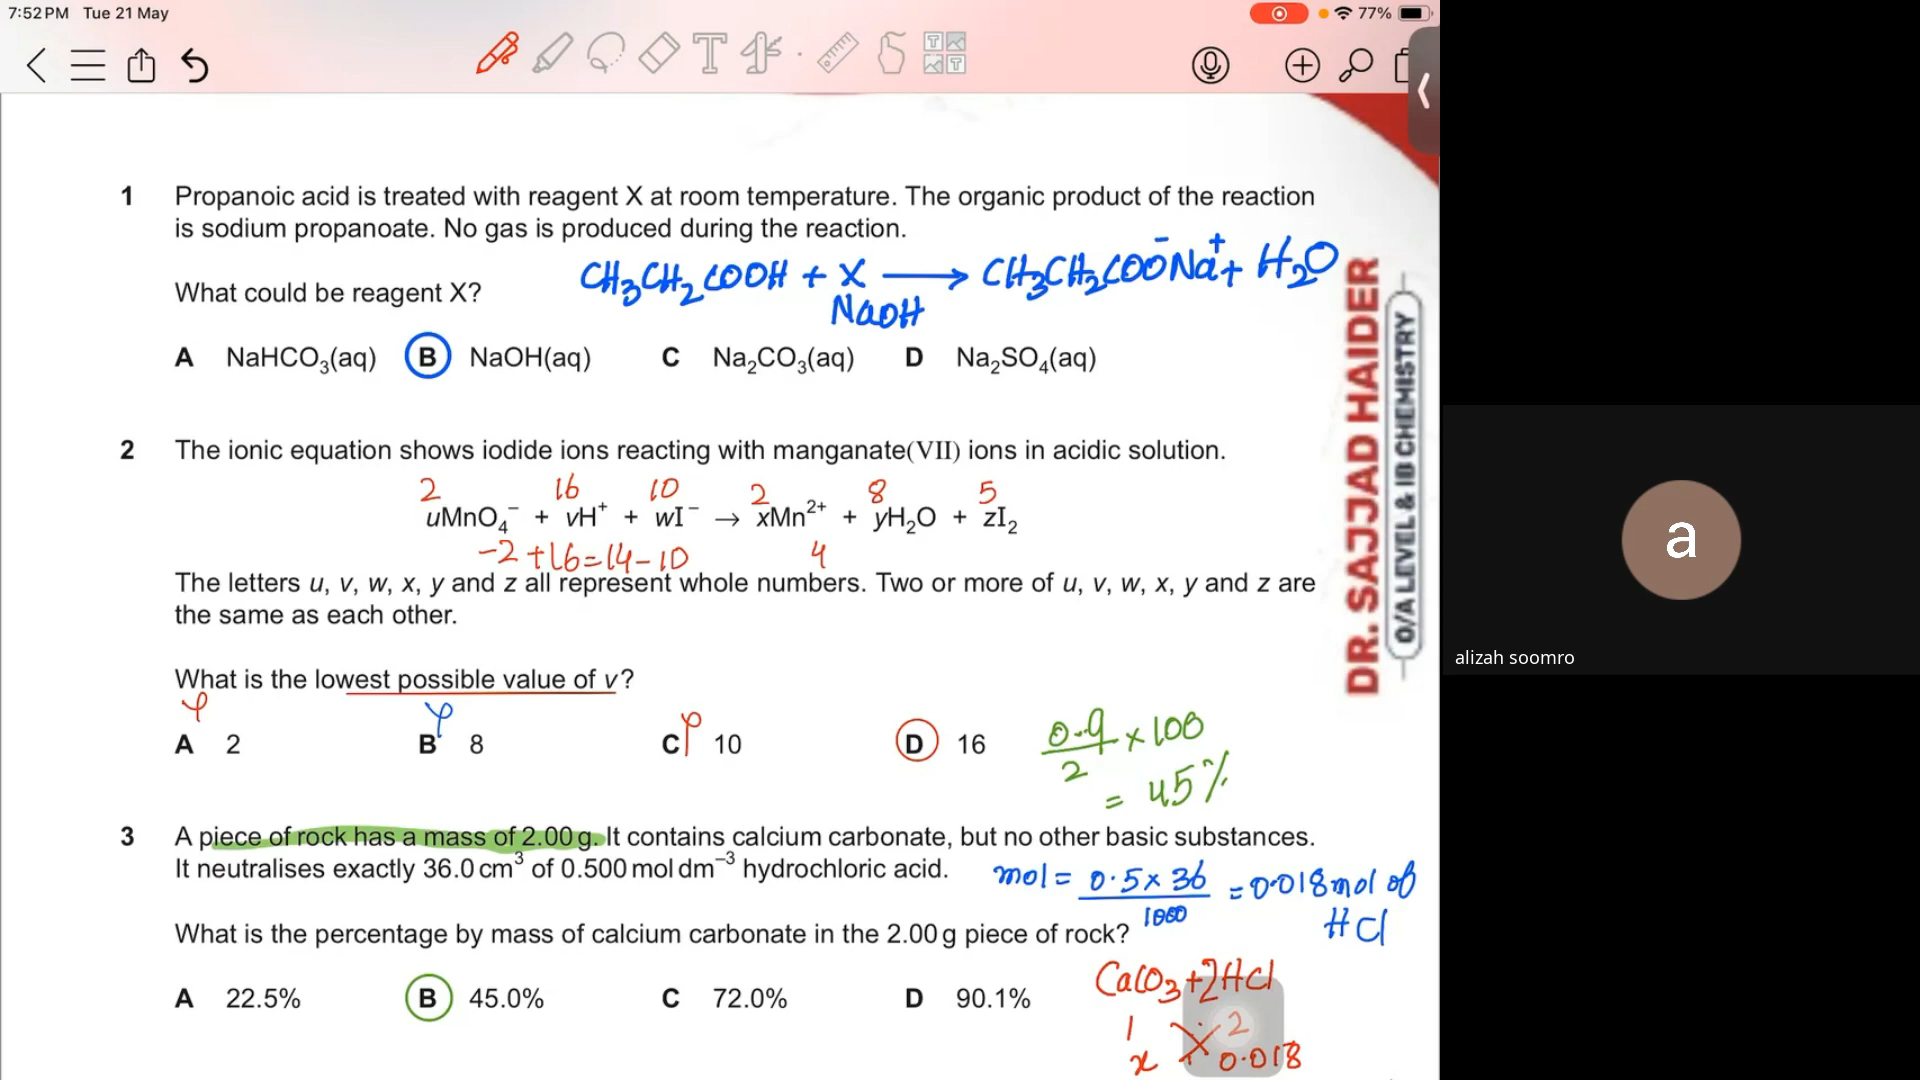 7:52 PM Tue 21 May
77%
1 Propanoic acid is treated with reagent X at room temperature. The organic product of the reaction
is sodium propanoate. No gas is produced during the reaction.
CH₃CH₂COOH + X ⟶ CH₃CH₂COO⁻Na⁺ + H₂O
NaOH
What could be reagent X?
A NaHCO₃(aq) B NaOH(aq) C Na₂CO₃(aq) D Na₂SO₄(aq)
2 The ionic equation shows iodide ions reacting with manganate(VII) ions in acidic solution.
2 16 10 2 8 5
uMnO₄⁻ + vH⁺ + wI⁻ → xMn²⁺ + yH₂O + zI₂
-2 +16 = 14 - 10 4
The letters u, v, w, x, y and z all represent whole numbers. Two or more of u, v, w, x, y and z are
the same as each other.
What is the lowest possible value of v?
A 2 B 8 C 10 D 16
0.9/2 × 100
= 45%
3 A piece of rock has a mass of 2.00 g. It contains calcium carbonate, but no other basic substances.
It neutralises exactly 36.0 cm³ of 0.500 mol dm⁻³ hydrochloric acid.
mol = 0.5 × 36 / 1000 = 0.018 mol of
HCl
What is the percentage by mass of calcium carbonate in the 2.00 g piece of rock?
A 22.5% B 45.0% C 72.0% D 90.1%
CaCO₃ + 2HCl
1 2
x 0.018
DR. SAJJAD HAIDER
O/A LEVEL & IB CHEMISTRY
a
alizah soomro